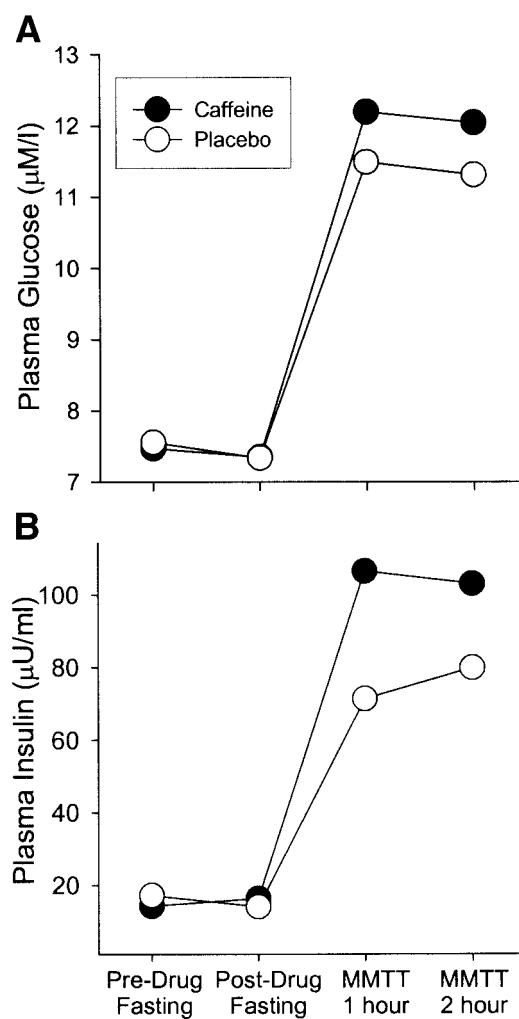 A
13
12
11
10
9
8
7
Plasma Glucose (μM/l)
Caffeine
Placebo
B
100
80
60
40
20
Plasma Insulin (μU/ml)
Pre-Drug
Fasting
Post-Drug
Fasting
MMTT
1 hour
MMTT
2 hour